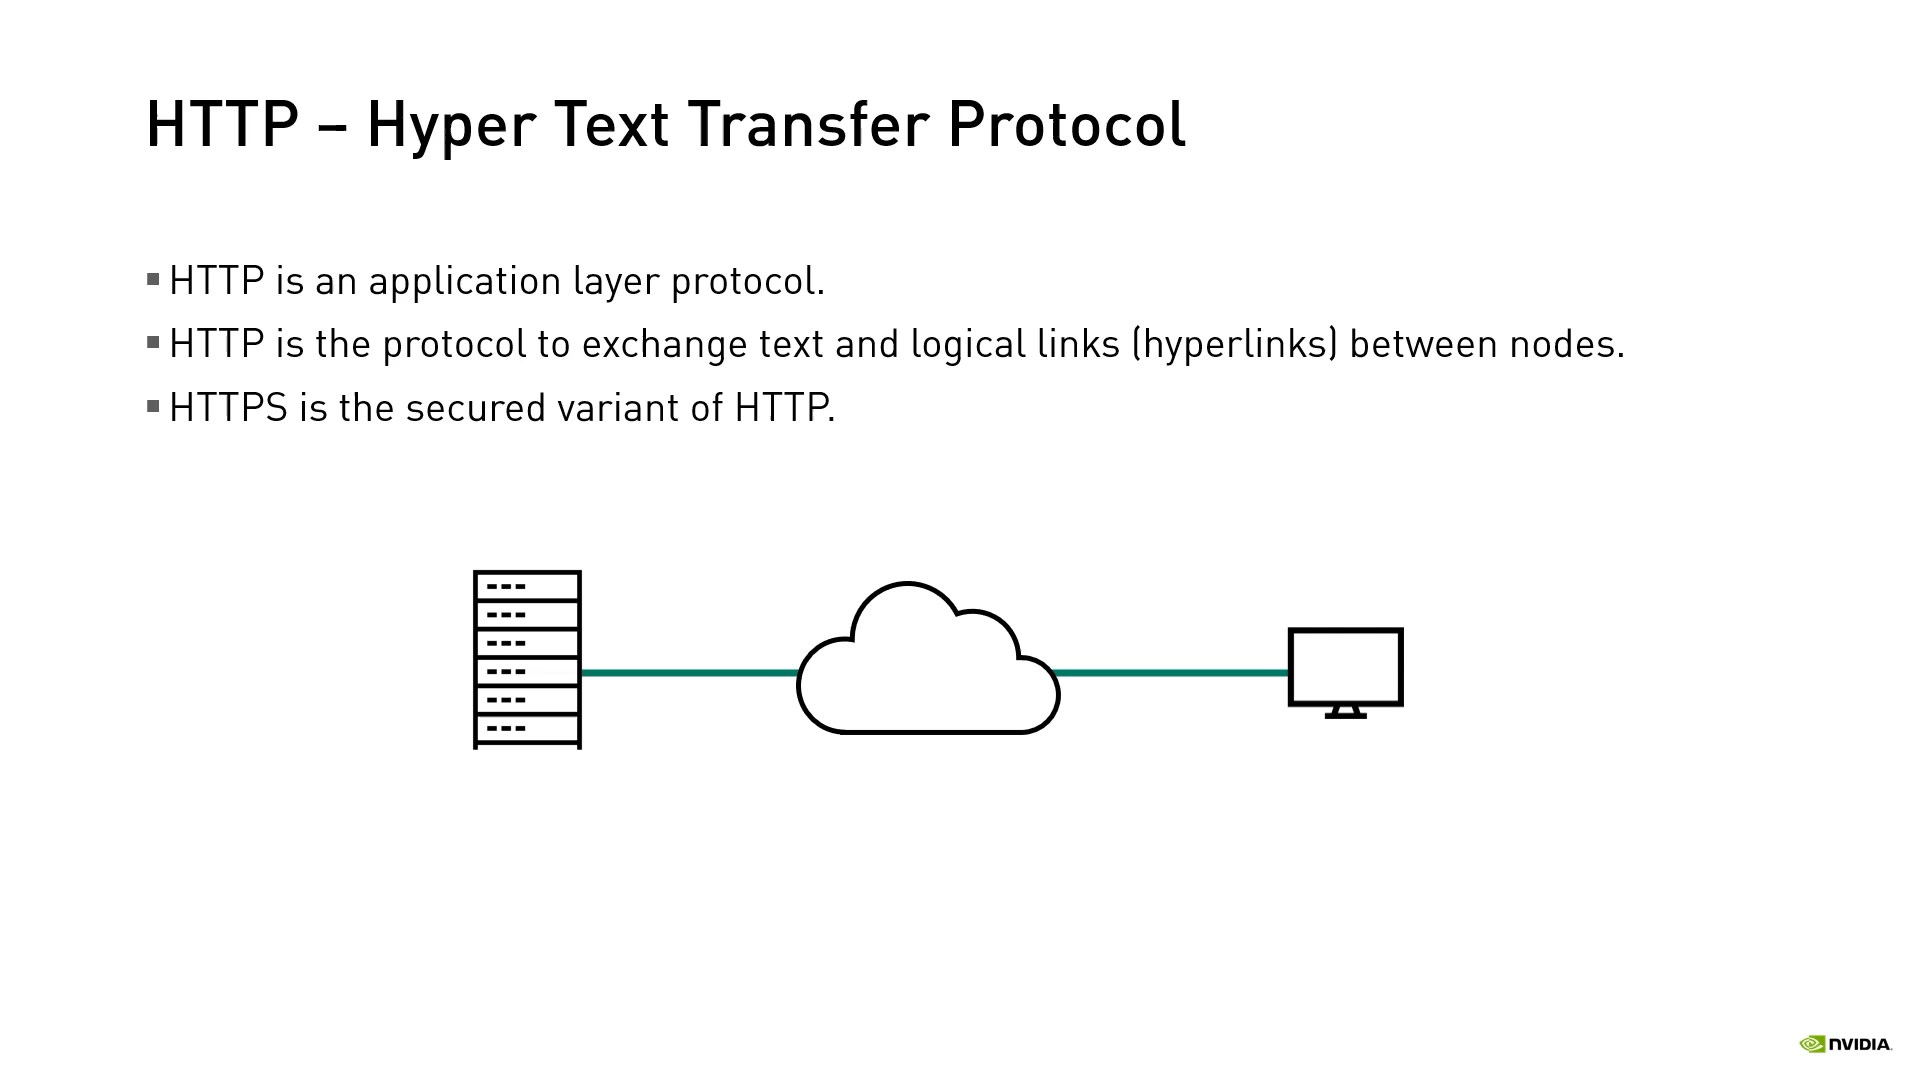 HTTP – Hyper Text Transfer Protocol
▪ HTTP is an application layer protocol.
▪ HTTP is the protocol to exchange text and logical links (hyperlinks) between nodes.
▪ HTTPS is the secured variant of HTTP.
NVIDIA.